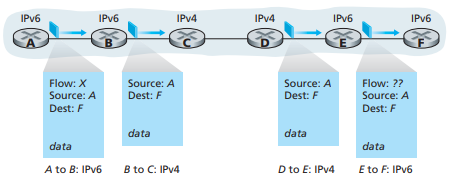 IPv6 IPv6 IPv4 IPv4 IPv6 IPv6
A B C D E F
Flow: X
Source: A
Dest: F
data
Source: A
Dest: F
data
Source: A
Dest: F
data
Flow: ??
Source: A
Dest: F
data
A to B: IPv6 B to C: IPv4 D to E: IPv4 E to F: IPv6